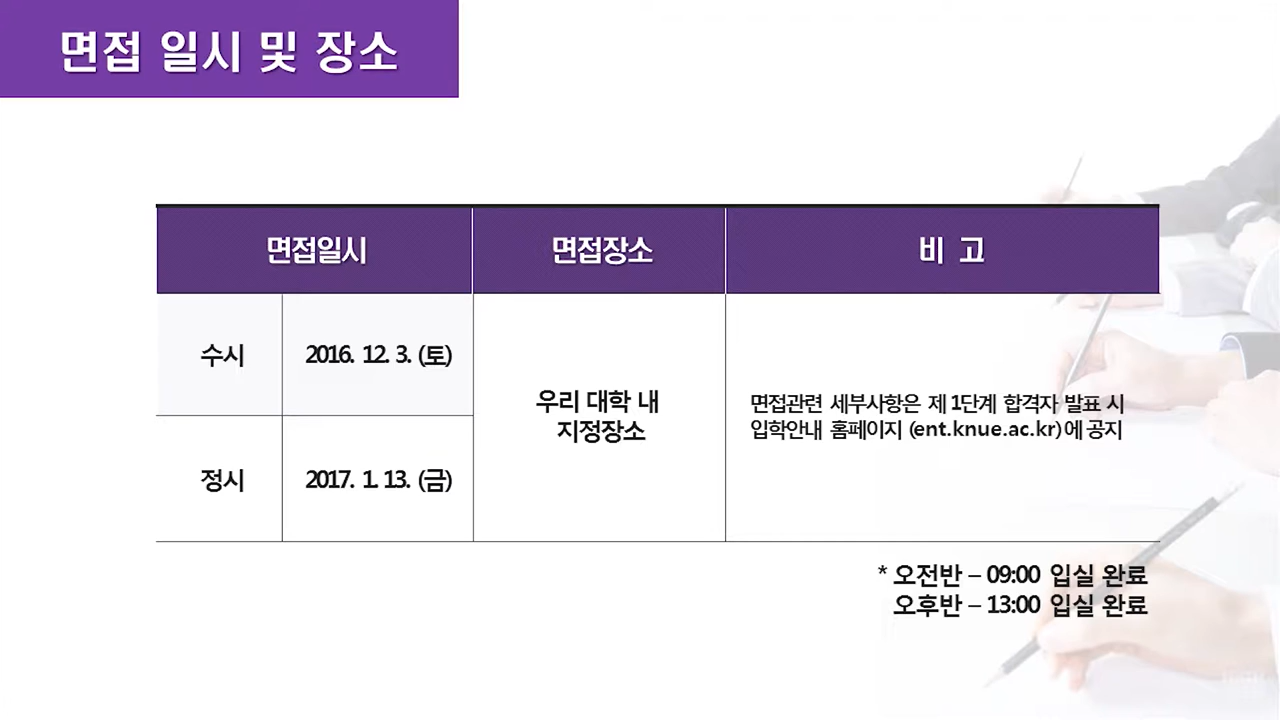 면접 일시 및 장소
면접일시 면접장소 비 고
수시 2016. 12. 3. (토)
우리 대학 내
지정장소
면접관련 세부사항은 제1단계 합격자 발표 시
입학안내 홈페이지 (ent.knue.ac.kr)에 공지
정시 2017. 1. 13. (금)
* 오전반 – 09:00 입실 완료
오후반 – 13:00 입실 완료